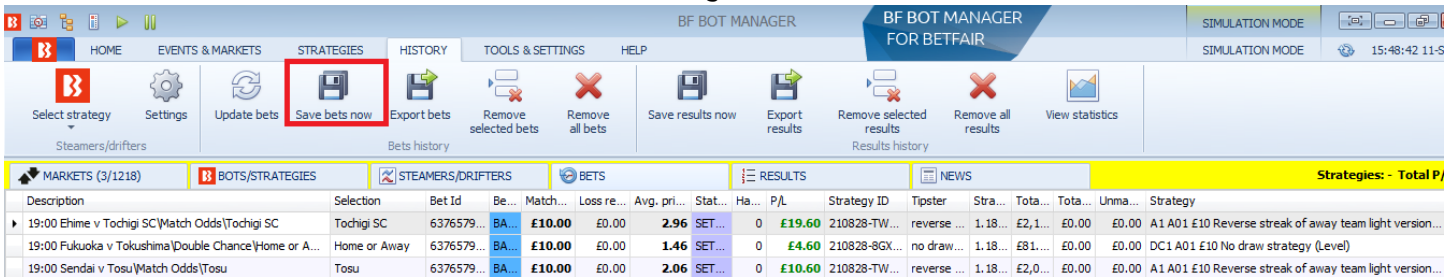 BF BOT MANAGER
BF BOT MANAGER
FOR BETFAIR
SIMULATION MODE
HOME EVENTS & MARKETS STRATEGIES HISTORY TOOLS & SETTINGS HELP
SIMULATION MODE 15:48:42 11-S
Select strategy Settings Update bets Save bets now Export bets Remove selected bets Remove all bets Save results now Export results Remove selected results Remove all results View statistics
Steamers/drifters Bets history Results history
MARKETS (3/1218) BOTS/STRATEGIES STEAMERS/DRIFTERS BETS RESULTS NEWS Strategies: - Total P/
Description Selection Bet Id Be... Match... Loss re... Avg. pri... Stat... Ha... P/L Strategy ID Tipster Stra... Tota... Tota... Unma... Strategy
19:00 Ehime v Tochigi SC\Match Odds\Tochigi SC Tochigi SC 6376579... BA... £10.00 £0.00 2.96 SET... 0 £19.60 210828-TW... reverse ... 1.18... £2,1... £0.00 £0.00 A1 A01 £10 Reverse streak of away team light version...
19:00 Fukuoka v Tokushima\Double Chance\Home or A... Home or Away 6376579... BA... £10.00 £0.00 1.46 SET... 0 £4.60 210828-8GX... no draw... 1.18... £81... £0.00 £0.00 DC1 A01 £10 No draw strategy (Level)
19:00 Sendai v Tosu\Match Odds\Tosu Tosu 6376579... BA... £10.00 £0.00 2.06 SET... 0 £10.60 210828-TW... reverse ... 1.18... £2,0... £0.00 £0.00 A1 A01 £10 Reverse streak of away team light version...